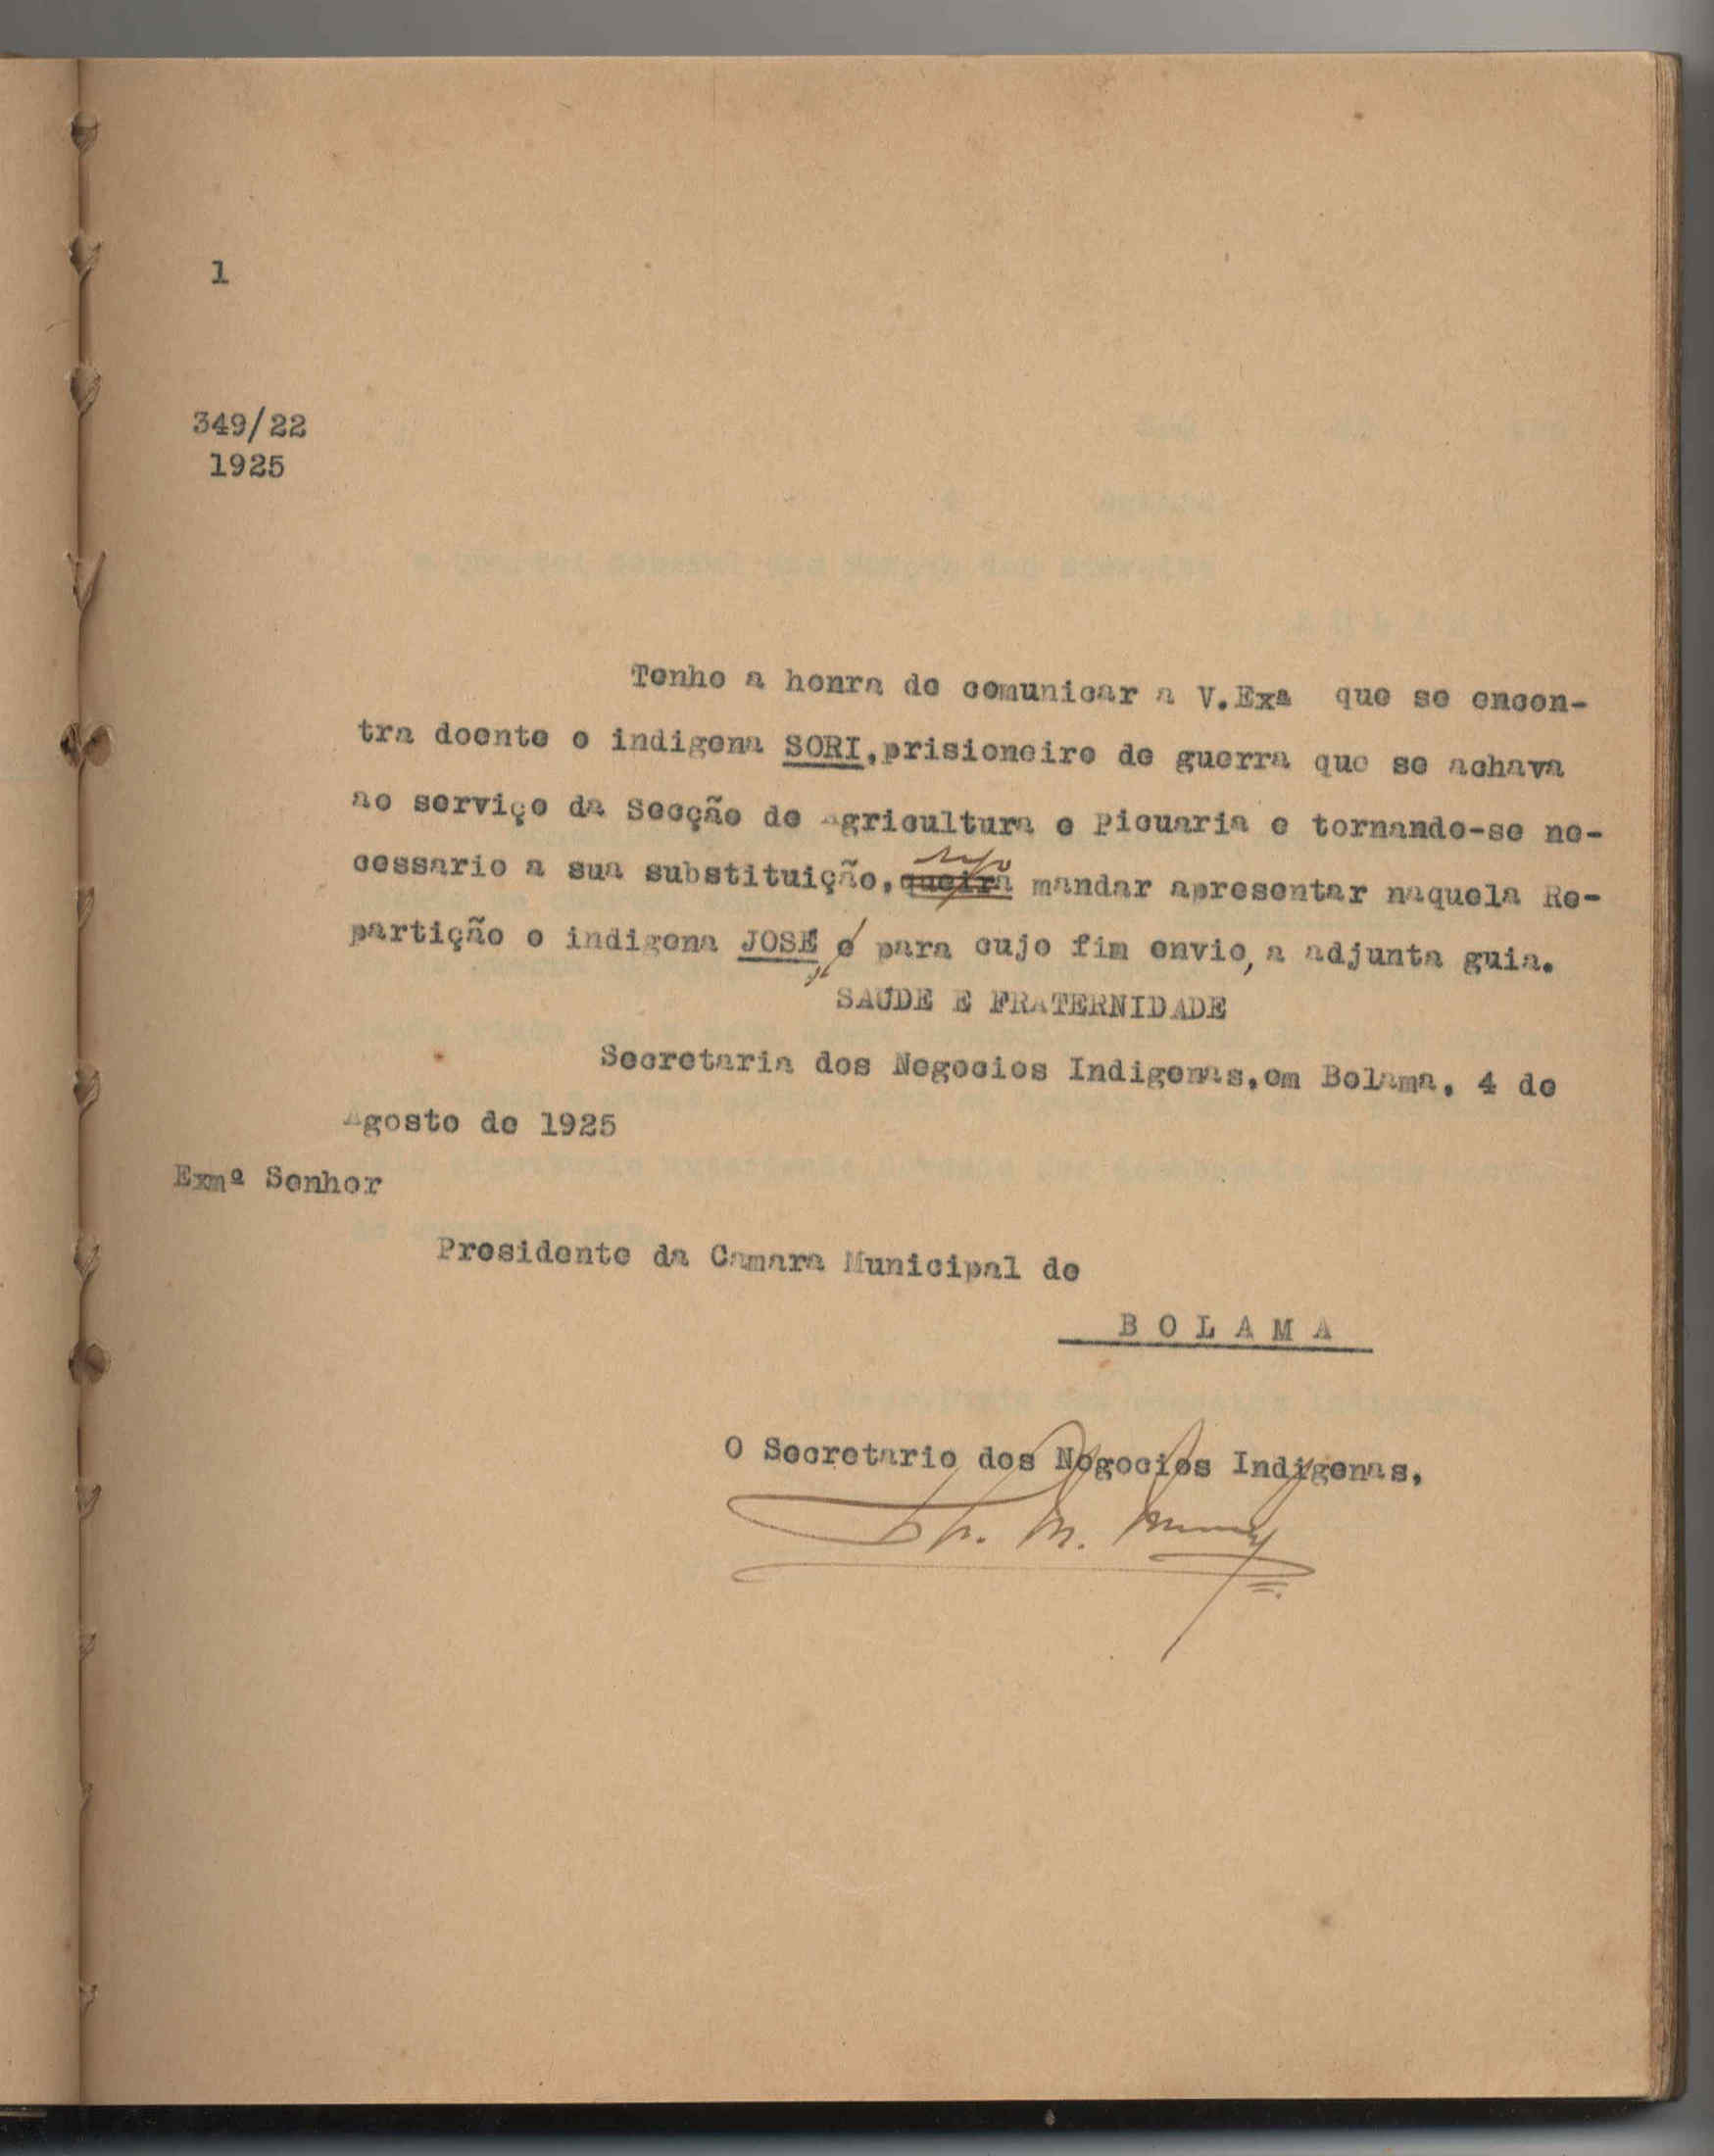 1
349/22
1925
Tenho a honra de comunicar a V.Exª que se encon-
tra doente o indigena SORI,prisioneiro de guerra que se achava
ao serviço da Secção de Agricultura e Picuaria e tornando-se ne-
cessario a sua substituição, queira mandar apresentar naquela Re-
partição o indigena JOSÉ e para cujo fim envio, a adjunta guia.
SAUDE E FRATERNIDADE
Secretaria dos Negocios Indigenas,em Bolama, 4 de
Agosto de 1925
Exmº Senhor
Presidente da Camara Municipal de
BOLAMA
O Secretario dos Negocios Indigenas,